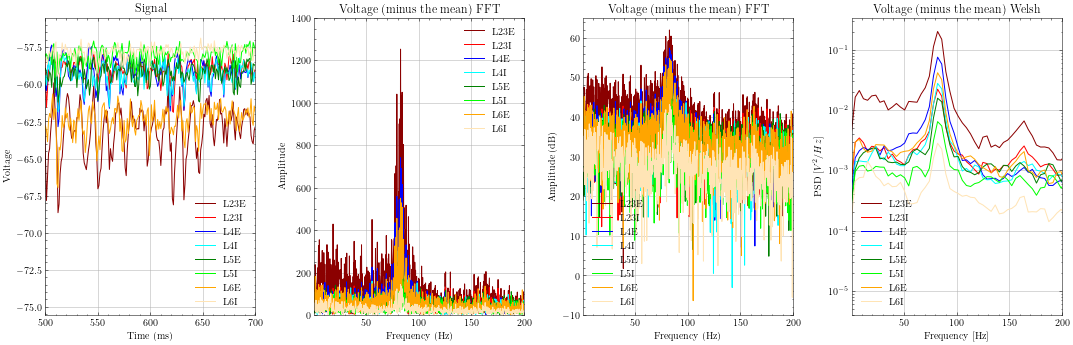 Signal
Voltage
−57.5
−60.0
−62.5
−65.0
−67.5
−70.0
−72.5
−75.0
500
550
600
650
700
Time (ms)
L23E
L23I
L4E
L4I
L5E
L5I
L6E
L6I
Voltage (minus the mean) FFT
Amplitude
1400
1200
1000
800
600
400
200
0
50
100
150
200
Frequency (Hz)
L23E
L23I
L4E
L4I
L5E
L5I
L6E
L6I
Voltage (minus the mean) FFT
Amplitude (dB)
60
50
40
30
20
10
0
−10
50
100
150
200
Frequency (Hz)
L23E
L23I
L4E
L4I
L5E
L5I
L6E
L6I
Voltage (minus the mean) Welsh
PSD [V²/Hz]
10⁻¹
10⁻²
10⁻³
10⁻⁴
10⁻⁵
50
100
150
200
Frequency [Hz]
L23E
L23I
L4E
L4I
L5E
L5I
L6E
L6I